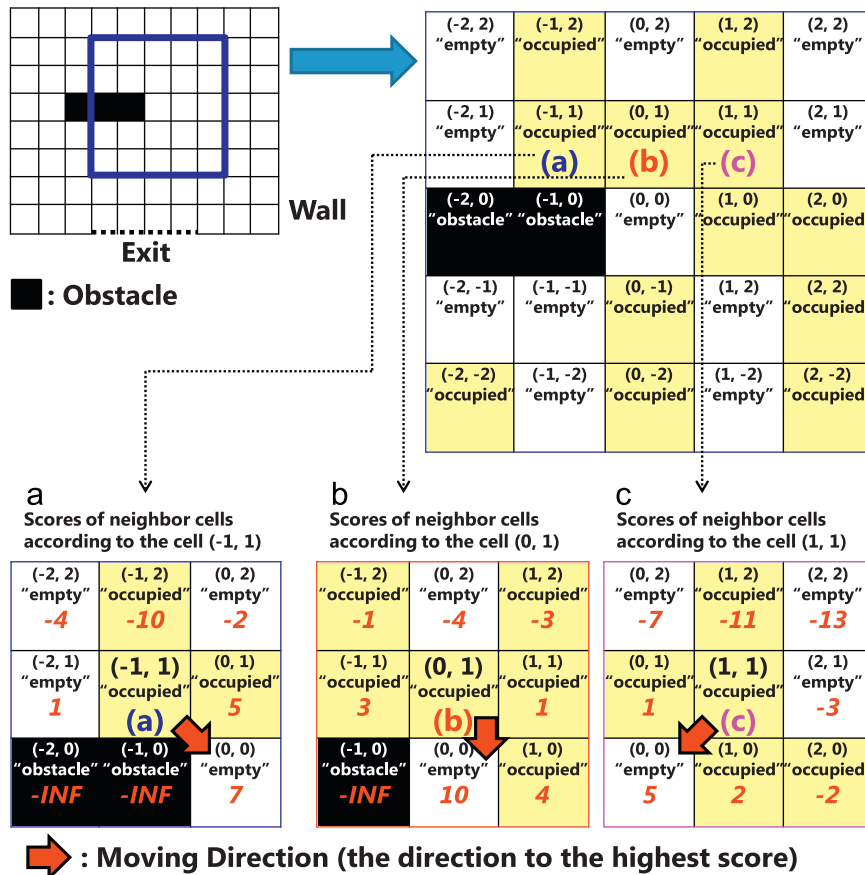 (-2, 2) (-1, 2) (0, 2) (1, 2) (2, 2)
“empty” “occupied” “empty” “occupied” “empty”
(-2, 1) (-1, 1) (0, 1) (1, 1) (2, 1)
“empty” “occupied” “occupied” “occupied” “empty”
(a) (b) (c)
(-2, 0) (-1, 0) (0, 0) (1, 0) (2, 0)
“obstacle” “obstacle” “empty” “occupied” “occupied”
(-2, -1) (-1, -1) (0, -1) (1, 2) (2, 2)
“empty” “empty” “occupied” “empty” “occupied”
(-2, -2) (-1, -2) (0, -2) (1, -2) (2, -2)
“occupied” “empty” “occupied” “empty” “occupied”
Wall
Exit
: Obstacle
a
Scores of neighbor cells
according to the cell (-1, 1)
(-2, 2) (-1, 2) (0, 2)
“empty” “occupied” “empty”
-4 -10 -2
(-2, 1) (-1, 1) (0, 1)
“empty” “occupied” “occupied”
1 (a) 5
(-2, 0) (-1, 0) (0, 0)
“obstacle” “obstacle” “empty”
-INF -INF 7
b
Scores of neighbor cells
according to the cell (0, 1)
(-1, 2) (0, 2) (1, 2)
“occupied” “empty” “occupied”
-1 -4 -3
(-1, 1) (0, 1) (1, 1)
“occupied” “occupied” “occupied”
3 (b) 1
(-1, 0) (0, 0) (1, 0)
“obstacle” “empty” “occupied”
-INF 10 4
c
Scores of neighbor cells
according to the cell (1, 1)
(0, 2) (1, 2) (2, 2)
“empty” “occupied” “empty”
-7 -11 -13
(0, 1) (1, 1) (2, 1)
“occupied” “occupied” “empty”
1 (c) -3
(0, 0) (1, 0) (2, 0)
“empty” “occupied” “occupied”
5 2 -2
: Moving Direction (the direction to the highest score)